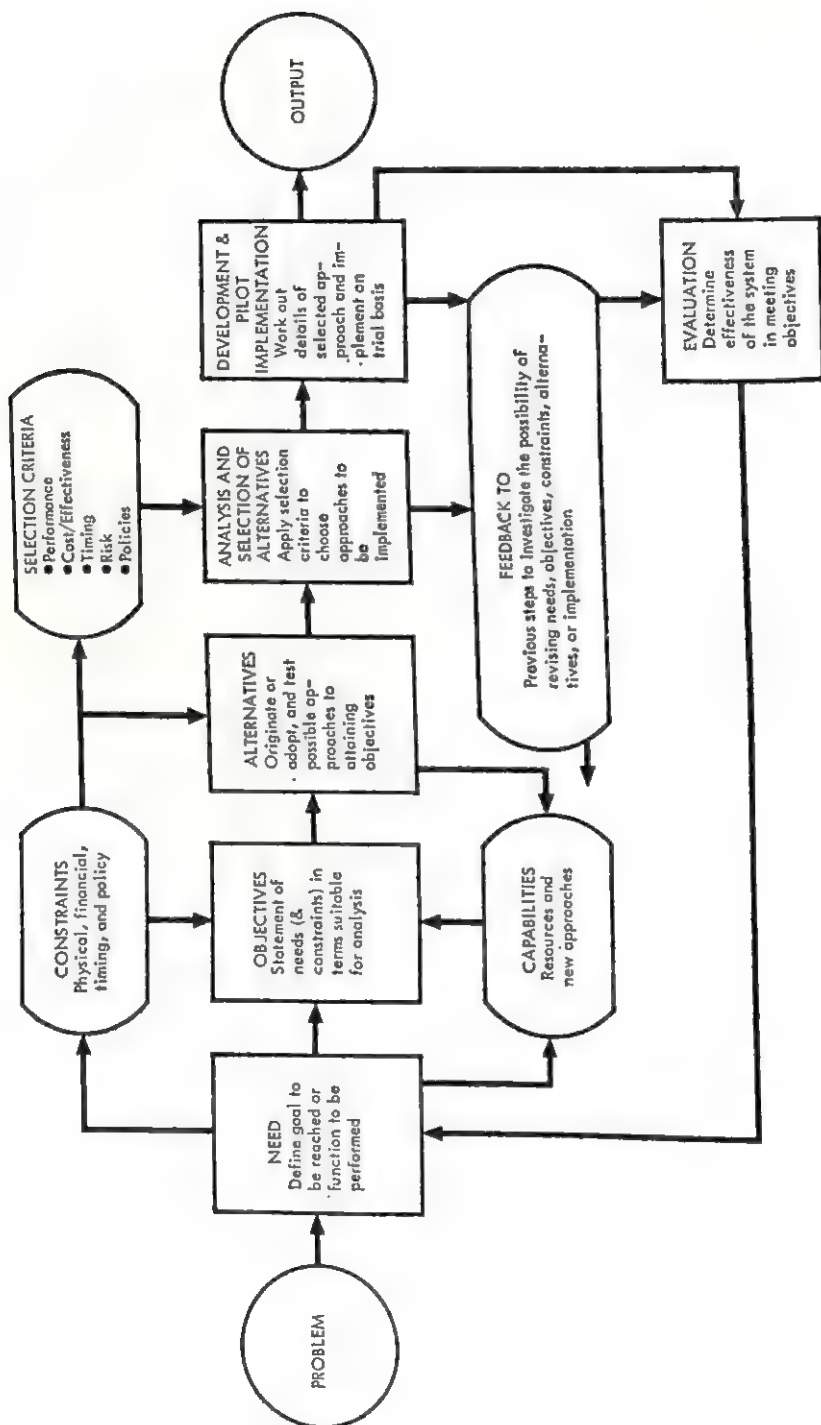 PROBLEM
NEED
Define goal to
be reached or
function to be
performed
CONSTRAINTS
Physical, financial,
timing, and policy
OBJECTIVES
Statement of
needs (&
constraints) in
terms suitable
for analysis
CAPABILITIES
Resources and
new approaches
ALTERNATIVES
Originate or
adopt, and test
possible ap-
proaches to
attaining
objectives
SELECTION CRITERIA
● Performance
● Cost/Effectiveness
● Timing
● Risk
● Policies
ANALYSIS AND
SELECTION OF
ALTERNATIVES
Apply selection
criteria to
choose
approaches to
be
implemented
DEVELOPMENT &
PILOT
IMPLEMENTATION
Work out
details of
selected ap-
proach and im-
plement on
trial basis
FEEDBACK TO
Previous steps to investigate the possibility of
revising needs, objectives, constraints, alterna-
tives, or implementation
OUTPUT
EVALUATION
Determine
effectiveness
of the system
in meeting
objectives